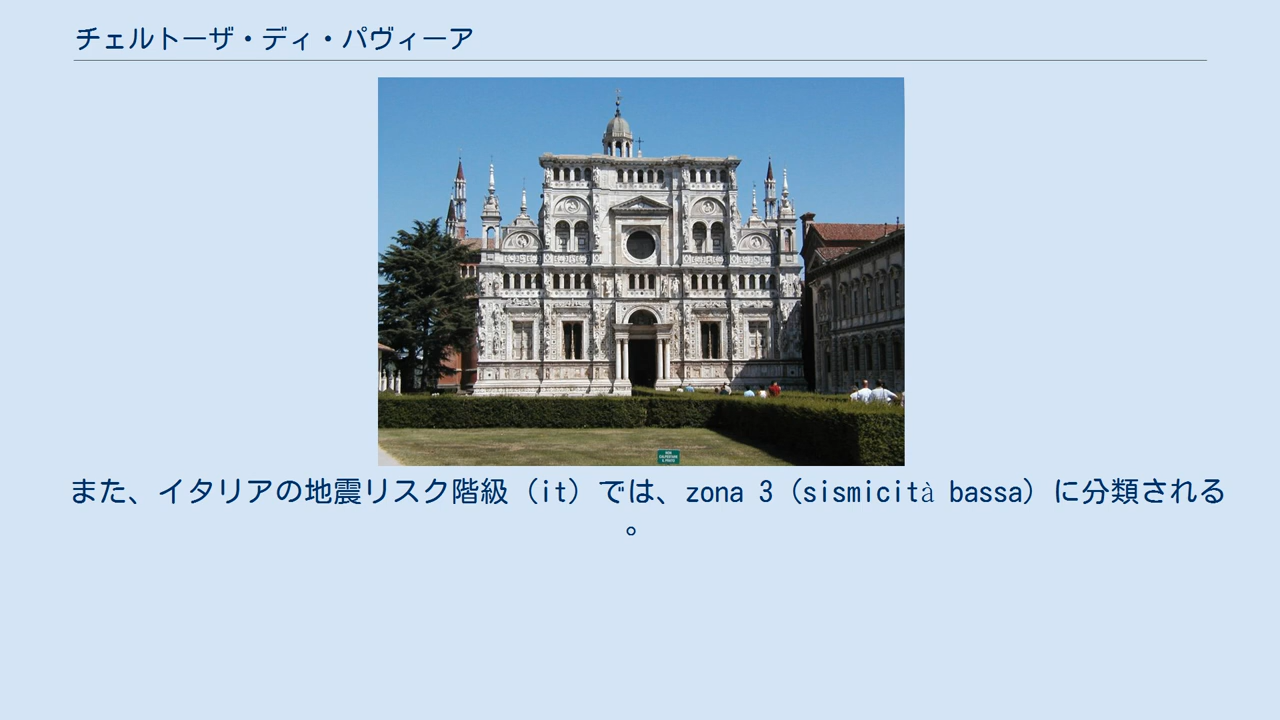 チェルトーザ・ディ・パヴィーア
また、イタリアの地震リスク階級（it）では、zona 3（sismicità bassa）に分類される
。